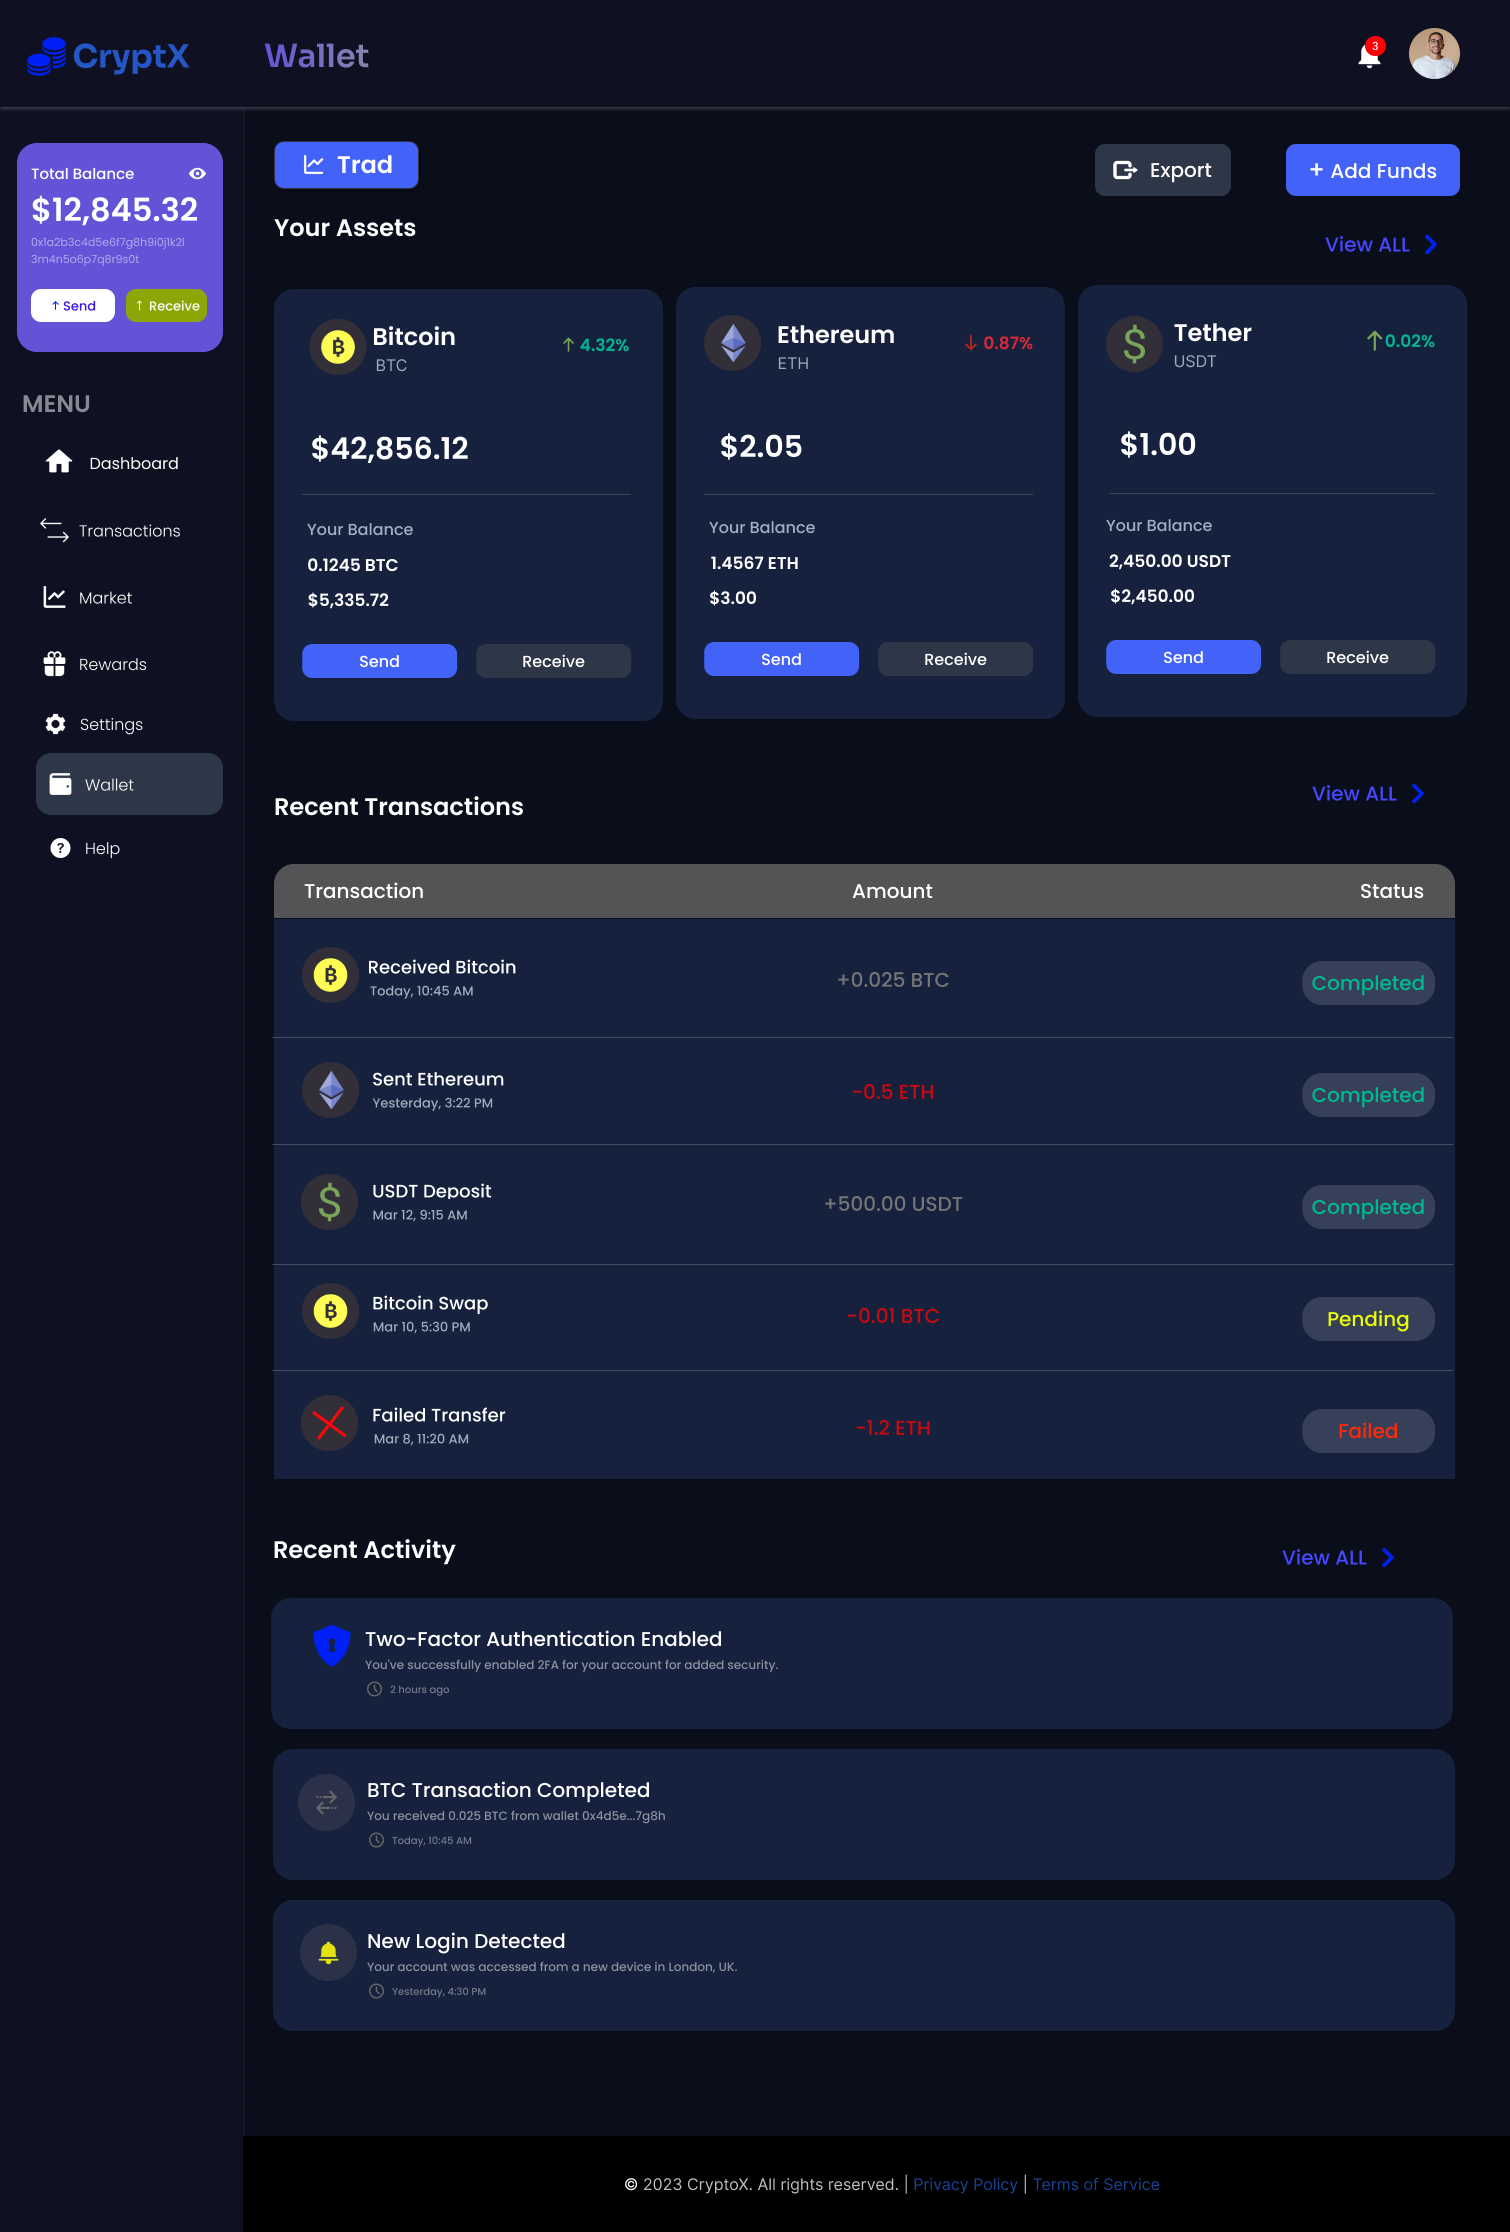 CryptX
Wallet
3
Total Balance
$12,845.32
0x1a2b3c4d5e6f7g8h9i0j1k2l
3m4n5o6p7q8r9s0t
↑ Send
↑ Receive
MENU
Dashboard
Transactions
Market
Rewards
Settings
Wallet
Help
Trad
Export
+ Add Funds
Your Assets
View ALL
Bitcoin
BTC
↑ 4.32%
$42,856.12
Your Balance
0.1245 BTC
$5,335.72
Send
Receive
Ethereum
ETH
↓ 0.87%
$2.05
Your Balance
1.4567 ETH
$3.00
Send
Receive
Tether
USDT
↑0.02%
$1.00
Your Balance
2,450.00 USDT
$2,450.00
Send
Receive
Recent Transactions
View ALL
Transaction Amount Status
Received Bitcoin
Today, 10:45 AM
+0.025 BTC
Completed
Sent Ethereum
Yesterday, 3:22 PM
-0.5 ETH
Completed
USDT Deposit
Mar 12, 9:15 AM
+500.00 USDT
Completed
Bitcoin Swap
Mar 10, 5:30 PM
-0.01 BTC
Pending
Failed Transfer
Mar 8, 11:20 AM
-1.2 ETH
Failed
Recent Activity
View ALL
Two-Factor Authentication Enabled
You've successfully enabled 2FA for your account for added security.
2 hours ago
BTC Transaction Completed
You received 0.025 BTC from wallet 0x4d5e...7g8h
Today, 10:45 AM
New Login Detected
Your account was accessed from a new device in London, UK.
Yesterday, 4:30 PM
© 2023 CryptoX. All rights reserved. | Privacy Policy | Terms of Service